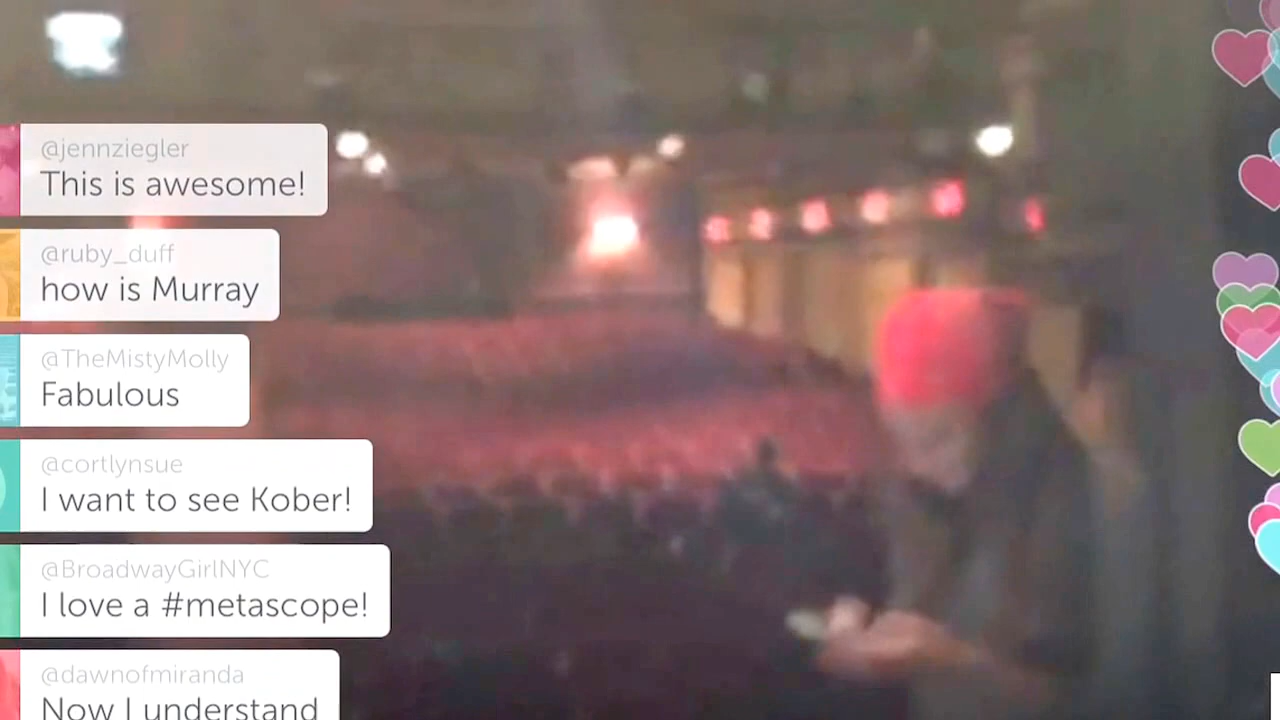 @jennziegler
This is awesome!
@ruby_duff
how is Murray
@TheMistyMolly
Fabulous
@cortlynsue
I want to see Kober!
@BroadwayGirlNYC
I love a #metascope!
@dawnofmiranda
Now I understand